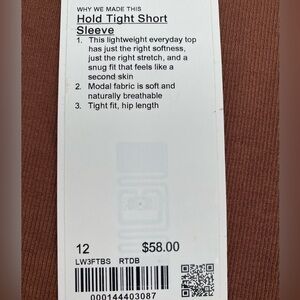 WHY WE MADE THIS
Hold Tight Short
Sleeve
1. This lightweight everyday top
has just the right softness,
just the right stretch, and a
snug fit that feels like a
second skin
2. Modal fabric is soft and
naturally breathable
3. Tight fit, hip length
12 $58.00
LW3FTBS RTDB
000144403087